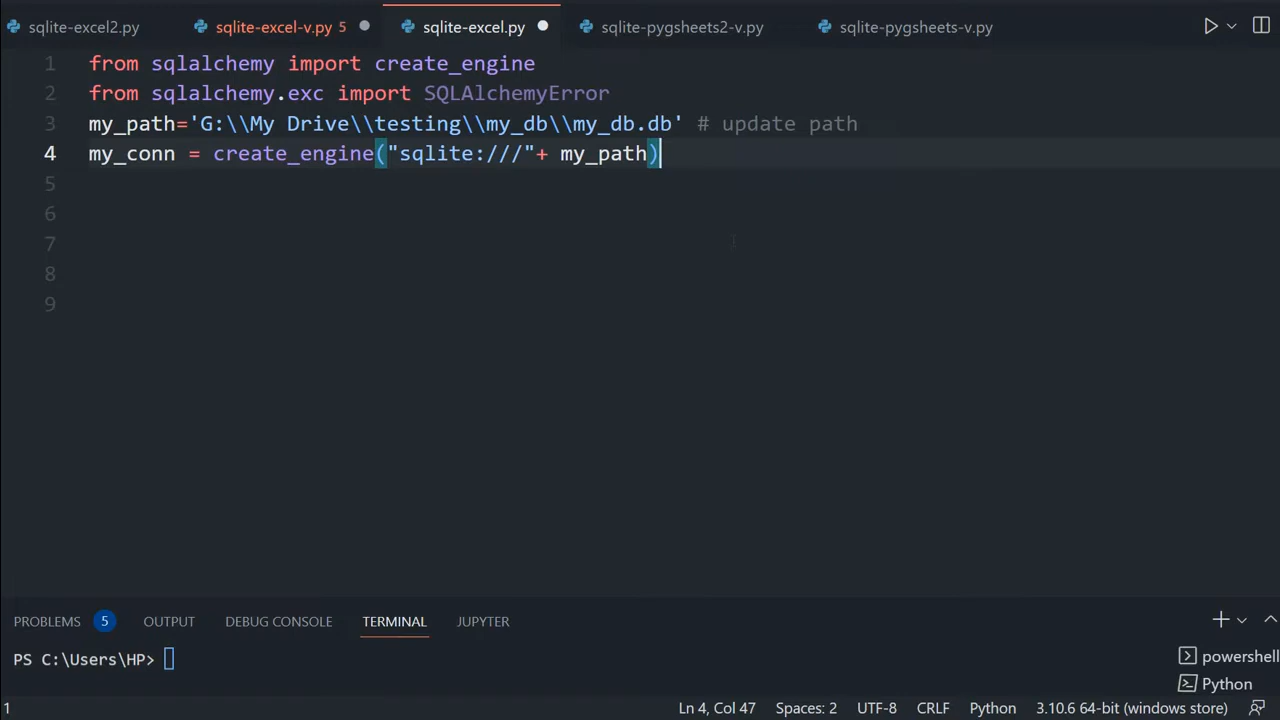 sqlite-excel2.py sqlite-excel-v.py 5 sqlite-excel.py sqlite-pygsheets2-v.py sqlite-pygsheets-v.py
1 from sqlalchemy import create_engine
2 from sqlalchemy.exc import SQLAlchemyError
3 my_path='G:\\My Drive\\testing\\my_db\\my_db.db' # update path
4 my_conn = create_engine("sqlite:///"+ my_path)
5
6
7
8
9
PROBLEMS 5 OUTPUT DEBUG CONSOLE TERMINAL JUPYTER
PS C:\Users\HP>
powershell
Python
1 Ln 4, Col 47 Spaces: 2 UTF-8 CRLF Python 3.10.6 64-bit (windows store)